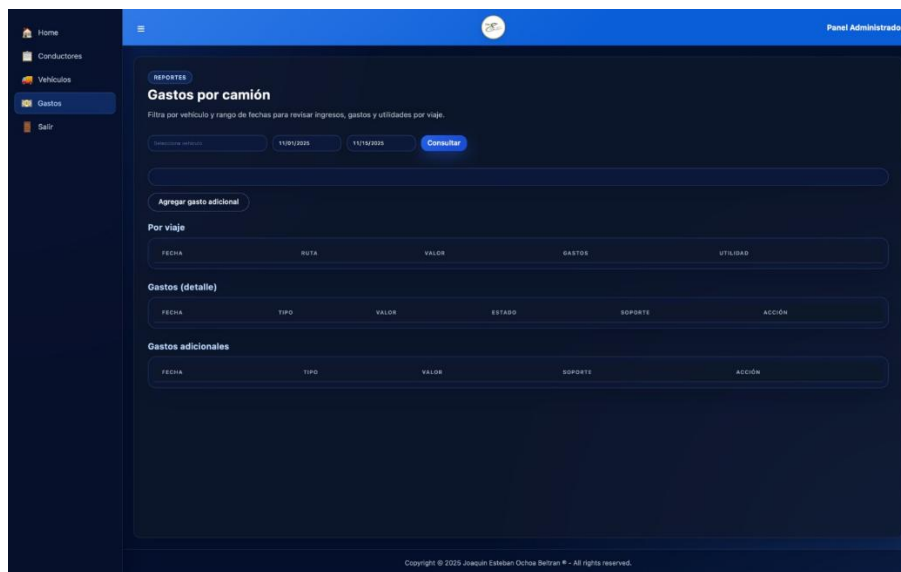 Home
Conductores
Vehículos
Gastos
Salir
Panel Administrado
REPORTES
Gastos por camión
Filtra por vehículo y rango de fechas para revisar ingresos, gastos y utilidades por viaje.
11/01/2025 11/15/2025 Consultar
Agregar gasto adicional
Por viaje
FECHA RUTA VALOR GASTOS UTILIDAD
Gastos (detalle)
FECHA TIPO VALOR ESTADO SOPORTE ACCIÓN
Gastos adicionales
FECHA TIPO VALOR SOPORTE ACCIÓN
Copyright © 2025 Joaquin Esteban Ochoa Beltran ® - All rights reserved.